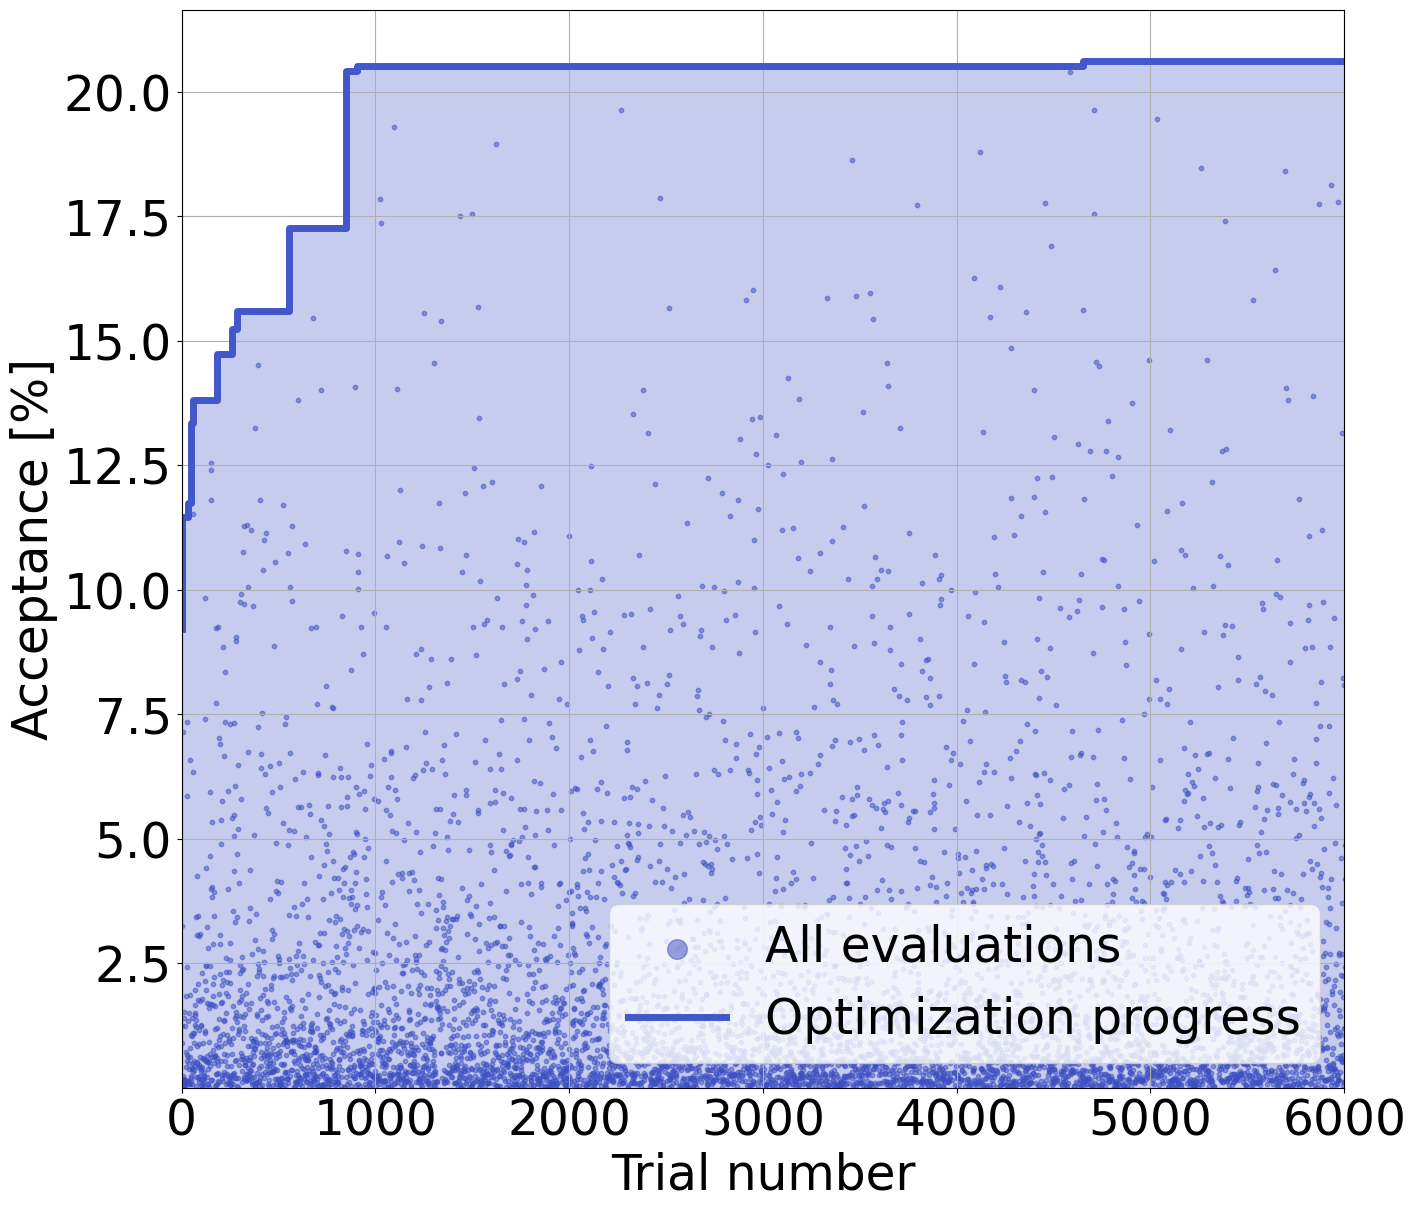 20.0
17.5
15.0
12.5
10.0
7.5
5.0
2.5
Acceptance [%]
All evaluations
Optimization progress
0 1000 2000 3000 4000 5000 6000
Trial number